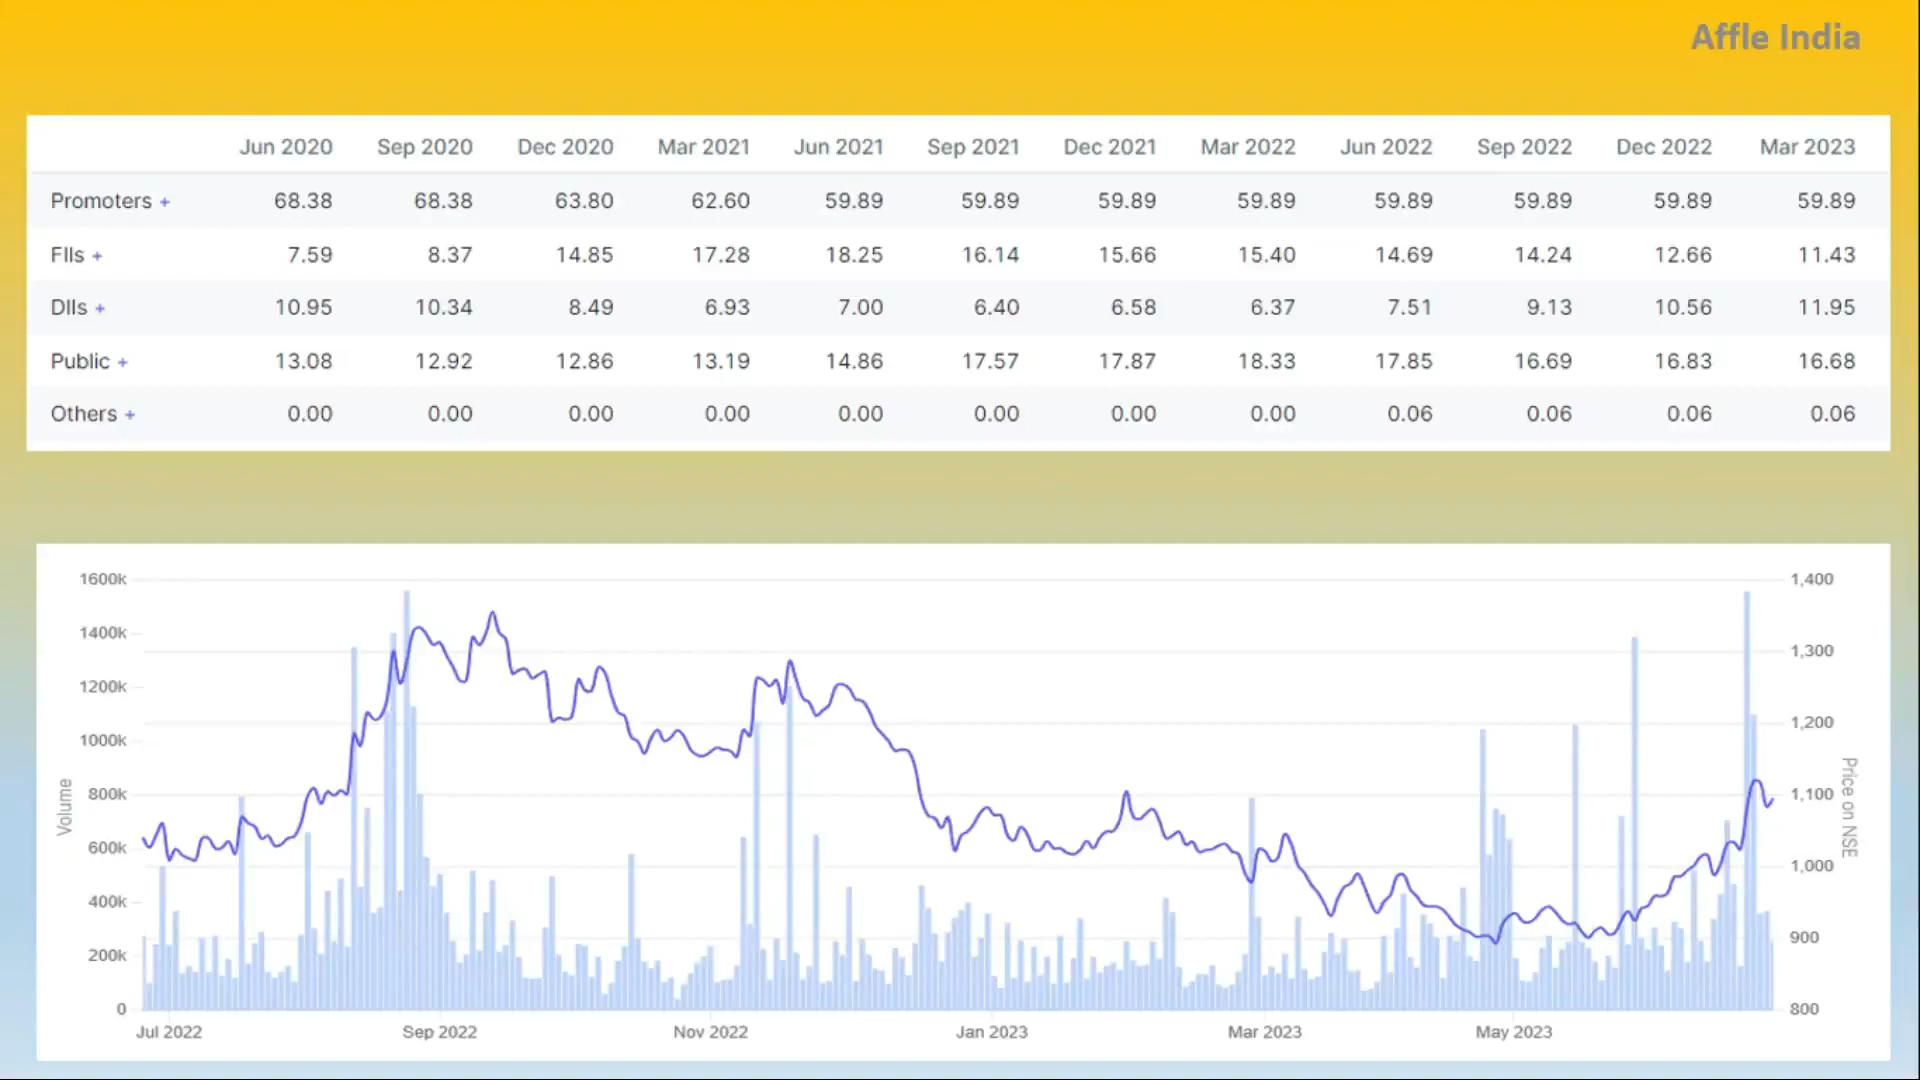 Affle India
Jun 2020 Sep 2020 Dec 2020 Mar 2021 Jun 2021 Sep 2021 Dec 2021 Mar 2022 Jun 2022 Sep 2022 Dec 2022 Mar 2023
Promoters + 68.38 68.38 63.80 62.60 59.89 59.89 59.89 59.89 59.89 59.89 59.89 59.89
FIIs + 7.59 8.37 14.85 17.28 18.25 16.14 15.66 15.40 14.69 14.24 12.66 11.43
DIIs + 10.95 10.34 8.49 6.93 7.00 6.40 6.58 6.37 7.51 9.13 10.56 11.95
Public + 13.08 12.92 12.86 13.19 14.86 17.57 17.87 18.33 17.85 16.69 16.83 16.68
Others + 0.00 0.00 0.00 0.00 0.00 0.00 0.00 0.00 0.06 0.06 0.06 0.06
1600k 1,400
1400k
1,300
1200k
1,200
1000k
800k 1,100
600k
1,000
400k
900
200k
0 800
Volume
Price on NSE
Jul 2022 Sep 2022 Nov 2022 Jan 2023 Mar 2023 May 2023